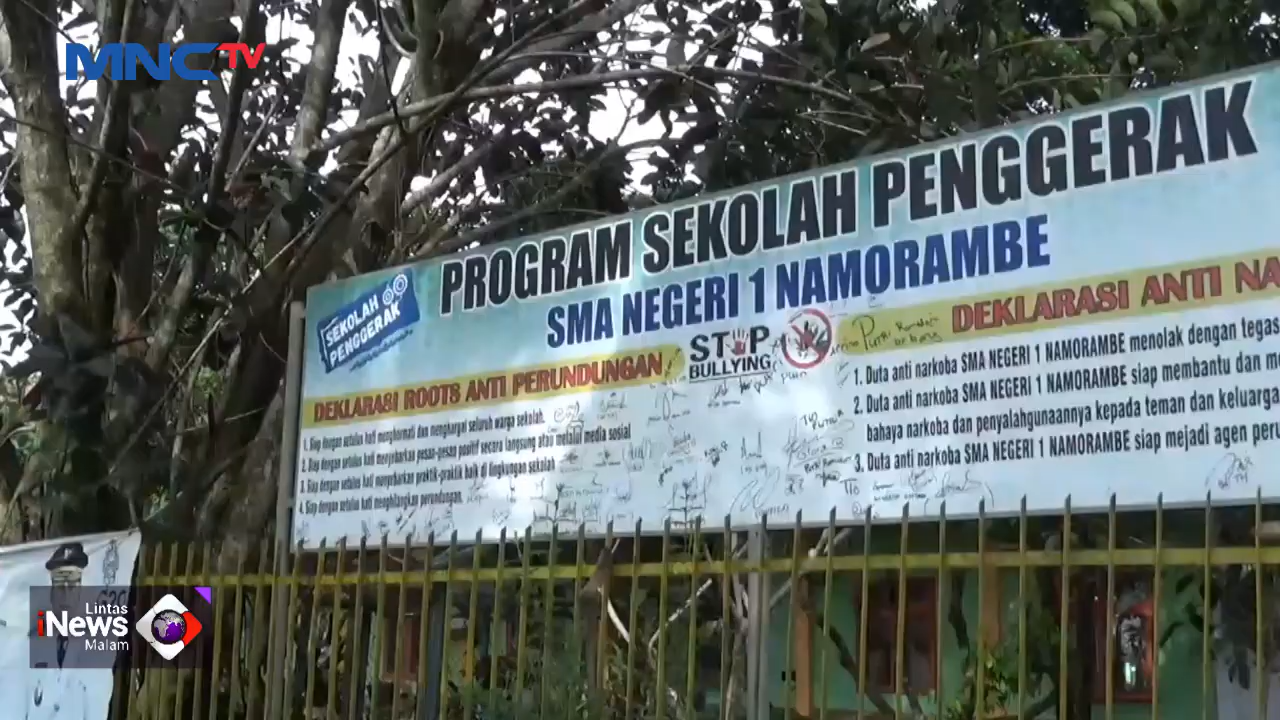 MNCTV
PROGRAM SEKOLAH PENGGERAK
SMA NEGERI 1 NAMORAMBE
SEKOLAH
PENGGERAK
DEKLARASI ROOTS ANTI PERUNDUNGAN
STOP
BULLYING
1. Siap dengan setulus hati menghormati dan menghargai seluruh warga sekolah.
2. Siap dengan setulus hati menyebarkan pesan-pesan positif secara langsung atau melalui media sosial
3. Siap dengan setulus hati menyebarkan praktik-praktik baik di lingkungan sekolah
4. Siap dengan setulus hati menghilangkan perundungan.
DEKLARASI ANTI NA
1. Duta anti narkoba SMA NEGERI 1 NAMORAMBE menolak dengan tegas
2. Duta anti narkoba SMA NEGERI 1 NAMORAMBE siap membantu dan m
bahaya narkoba dan penyalahgunaannya kepada teman dan keluarga
3. Duta anti narkoba SMA NEGERI 1 NAMORAMBE siap mejadi agen peru
Lintas
iNews
Malam